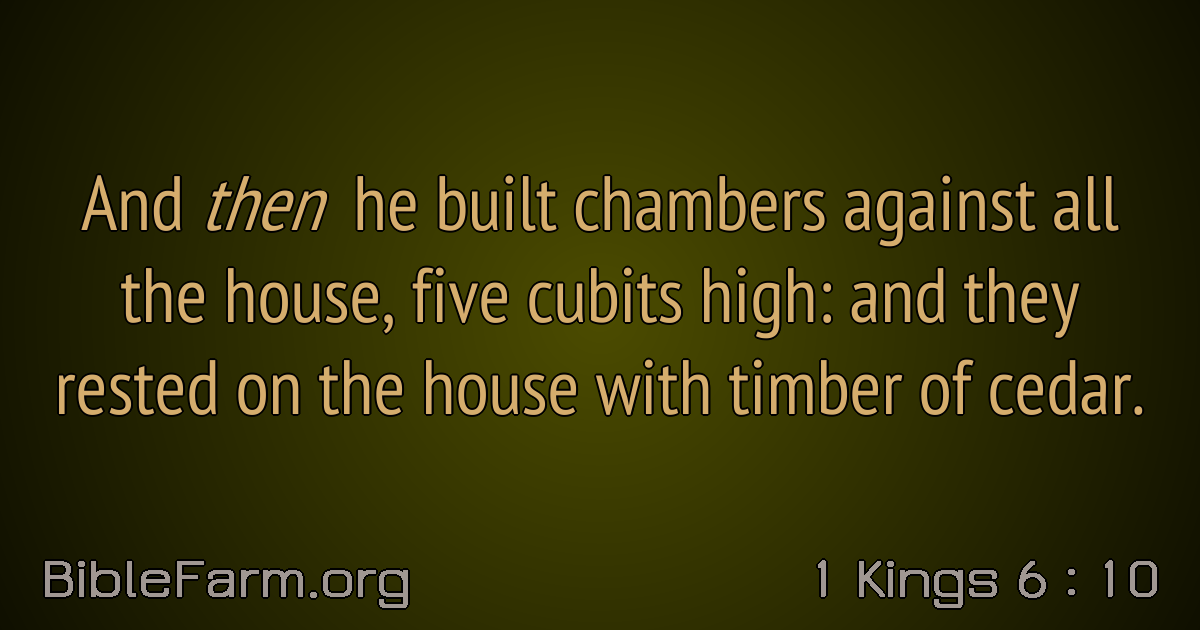 And then he built chambers against all
the house, five cubits high: and they
rested on the house with timber of cedar.
BibleFarm.org
1 Kings 6 : 10